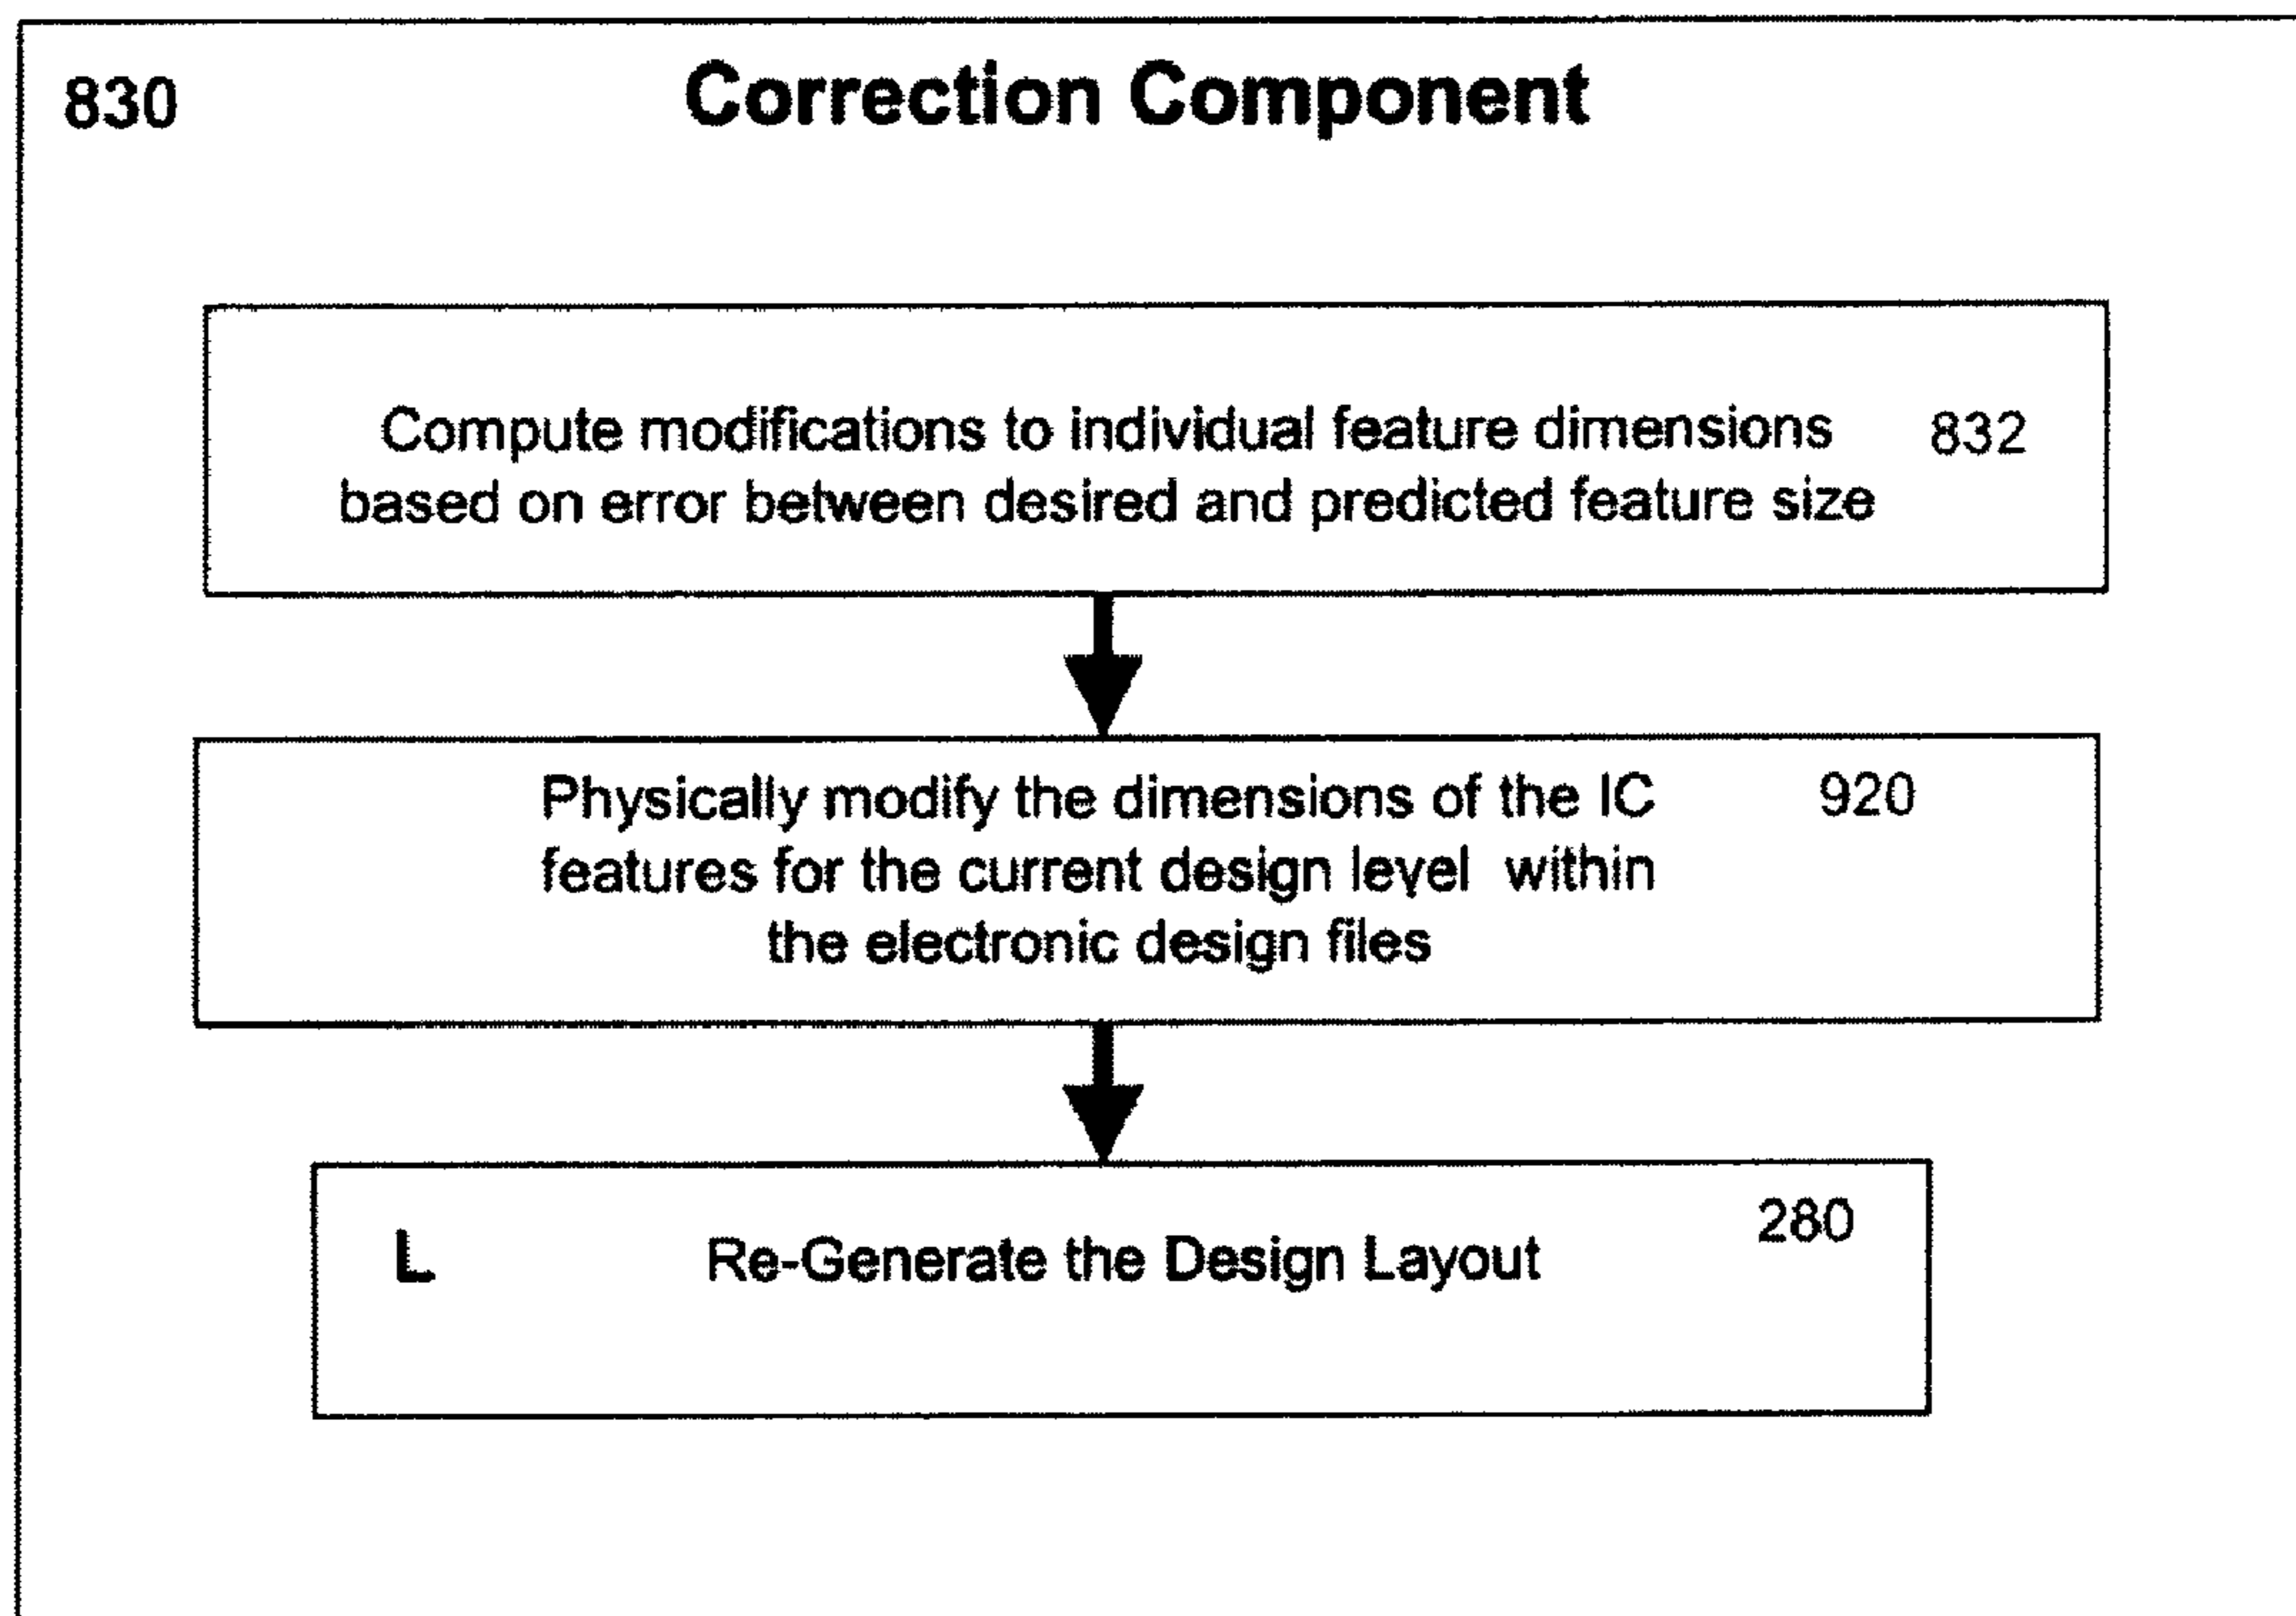 830
Correction Component
Compute modifications to individual feature dimensions 832
based on error between desired and predicted feature size
Physically modify the dimensions of the IC 920
features for the current design level within
the electronic design files
280
L Re-Generate the Design Layout